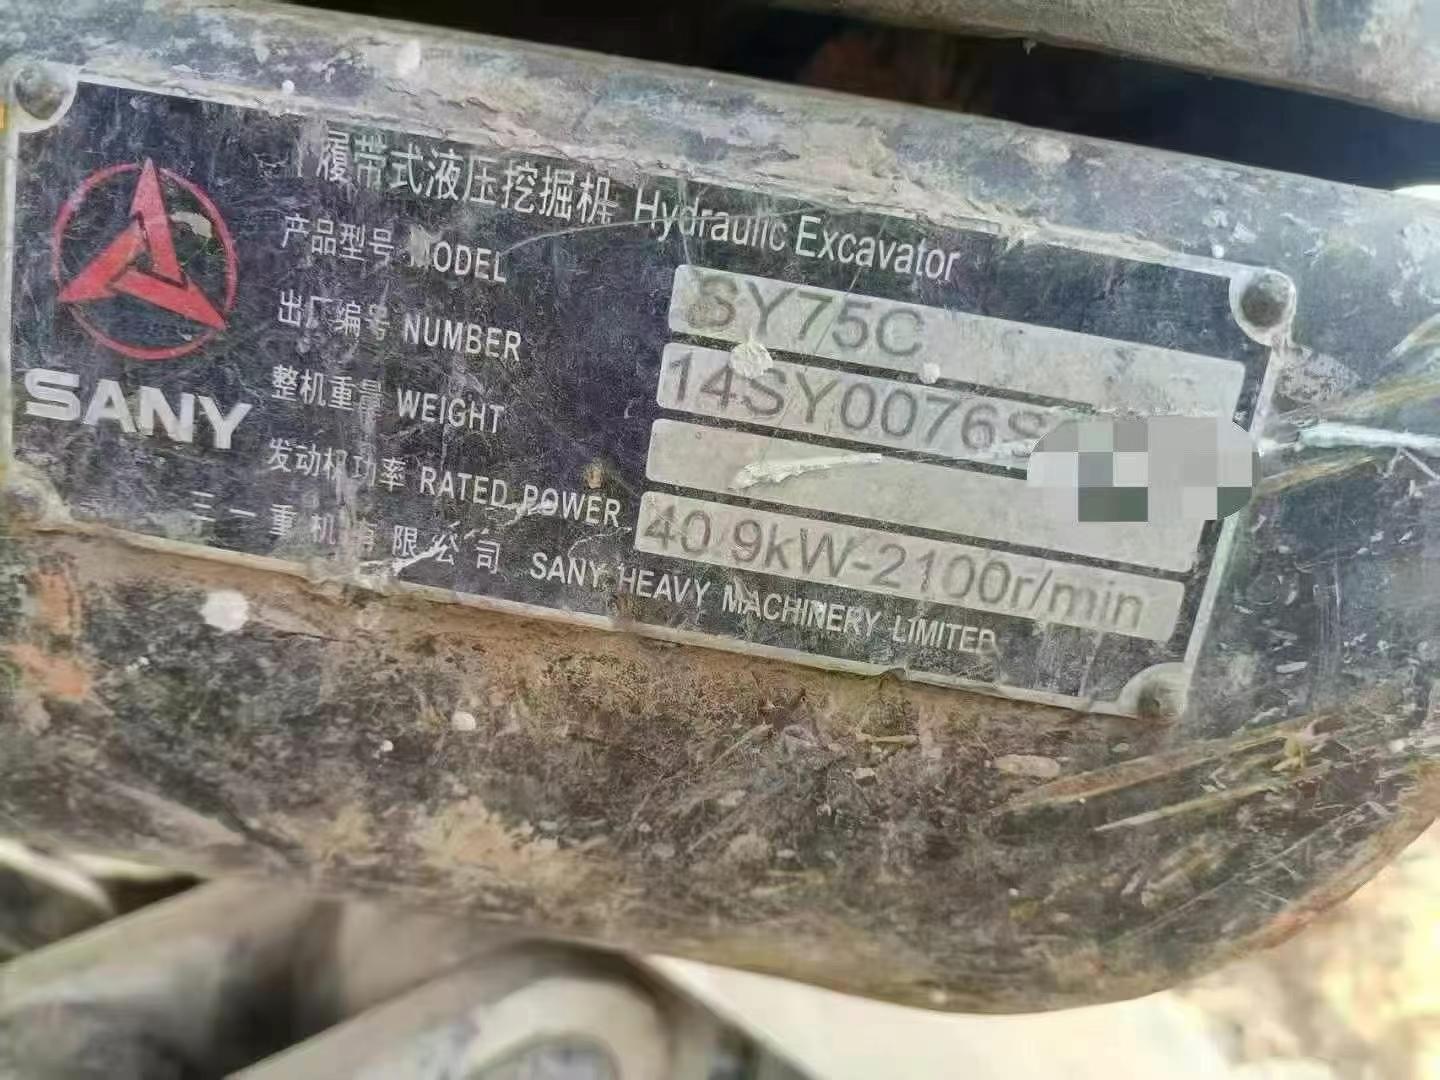 履带式液压挖掘机 Hydraulic Excavator
产品型号 MODEL SY75C
出厂编号 NUMBER 14SY0076S
整机重量 WEIGHT
发动机功率 RATED POWER 40.9kW-2100r/min
三一重机有限公司 SANY HEAVY MACHINERY LIMITED
SANY